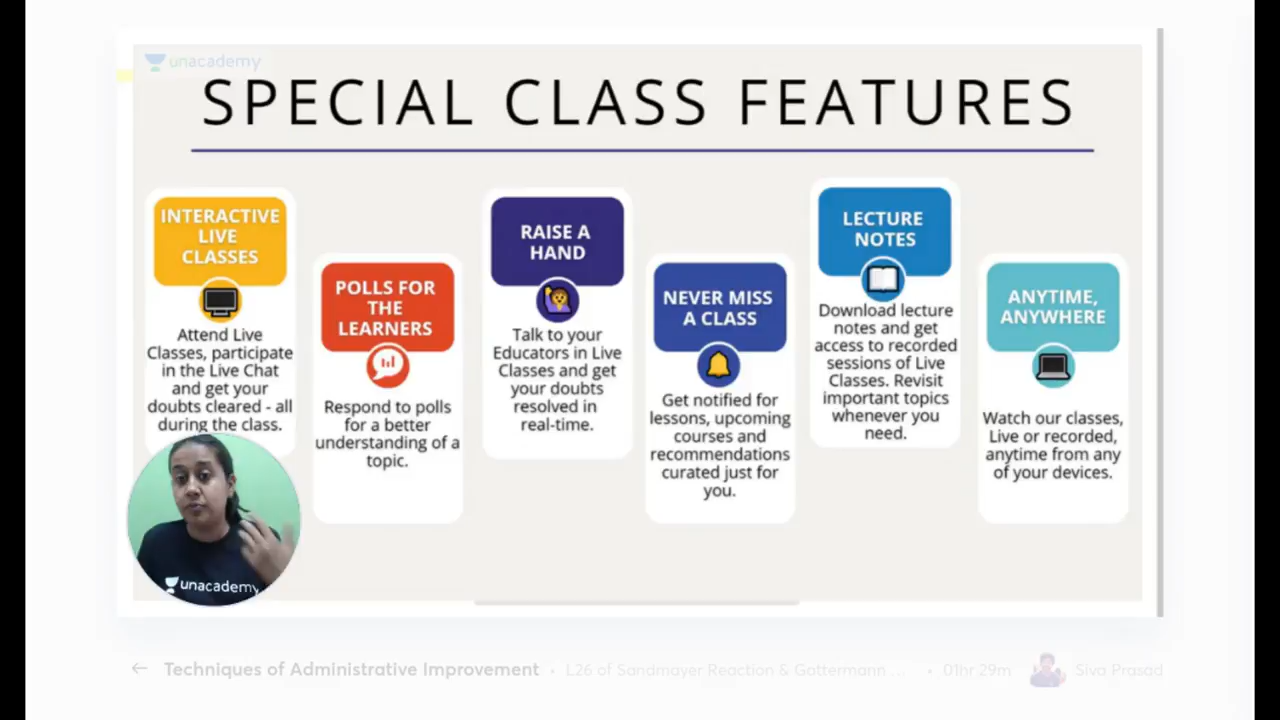 unacademy
SPECIAL CLASS FEATURES
INTERACTIVE
LIVE
CLASSES
Attend Live
Classes, participate
in the Live Chat
and get your
doubts cleared - all
during the class.
POLLS FOR
THE
LEARNERS
Respond to polls
for a better
understanding of a
topic.
RAISE A
HAND
Talk to your
Educators in Live
Classes and get
your doubts
resolved in
real-time.
NEVER MISS
A CLASS
Get notified for
lessons, upcoming
courses and
recommendations
curated just for
you.
LECTURE
NOTES
Download lecture
notes and get
access to recorded
sessions of Live
Classes. Revisit
important topics
whenever you
need.
ANYTIME,
ANYWHERE
Watch our classes,
Live or recorded,
anytime from any
of your devices.
unacademy
← Techniques of Administrative Improvement • L26 of Sandmayer Reaction & Gattermann ... • 01hr 29m Siva Prasad